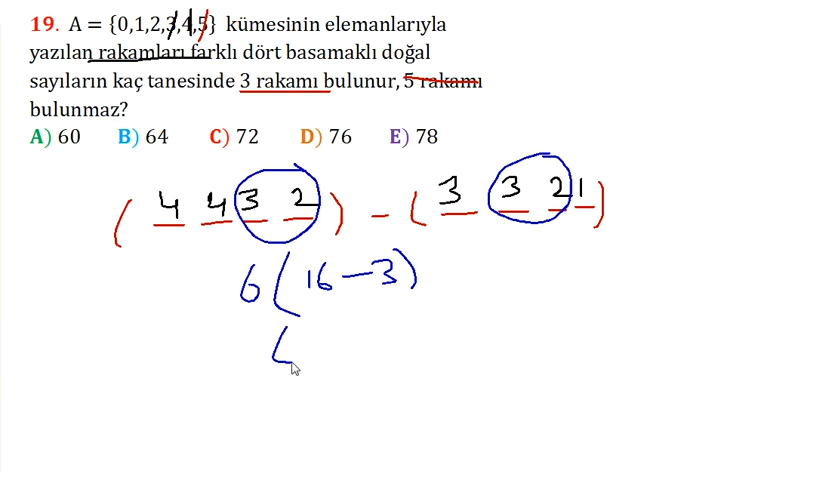 19. A = {0,1,2,3,4,5} kümesinin elemanlarıyla
yazılan rakamları farklı dört basamaklı doğal
sayıların kaç tanesinde 3 rakamı bulunur, 5 rakamı
bulunmaz?
A) 60 B) 64 C) 72 D) 76 E) 78
( 4 4 3 2 ) - ( 3 3 2 1 )
6 ( 16 - 3 )
(